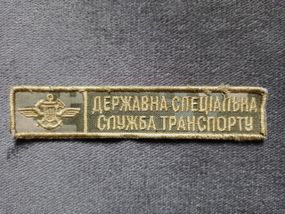 ДЕРЖАВНА СПЕЦІАЛЬНА
СЛУЖБА ТРАНСПОРТУ